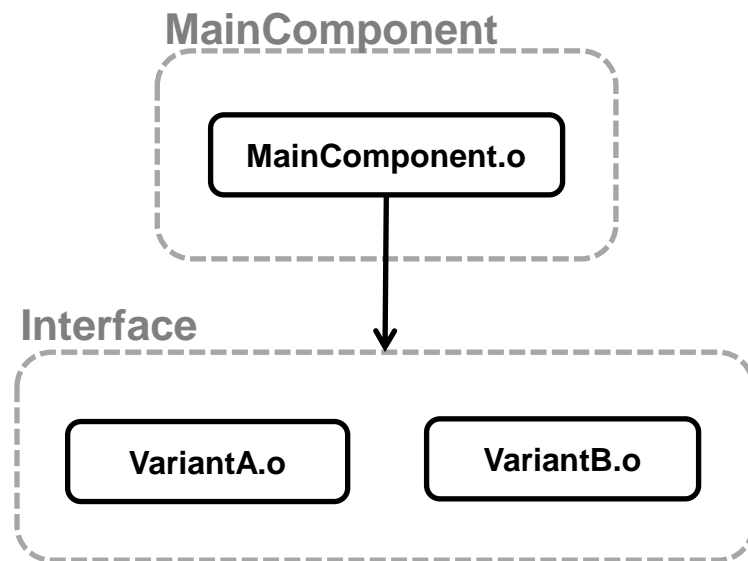 MainComponent
MainComponent.o
Interface
VariantA.o
VariantB.o